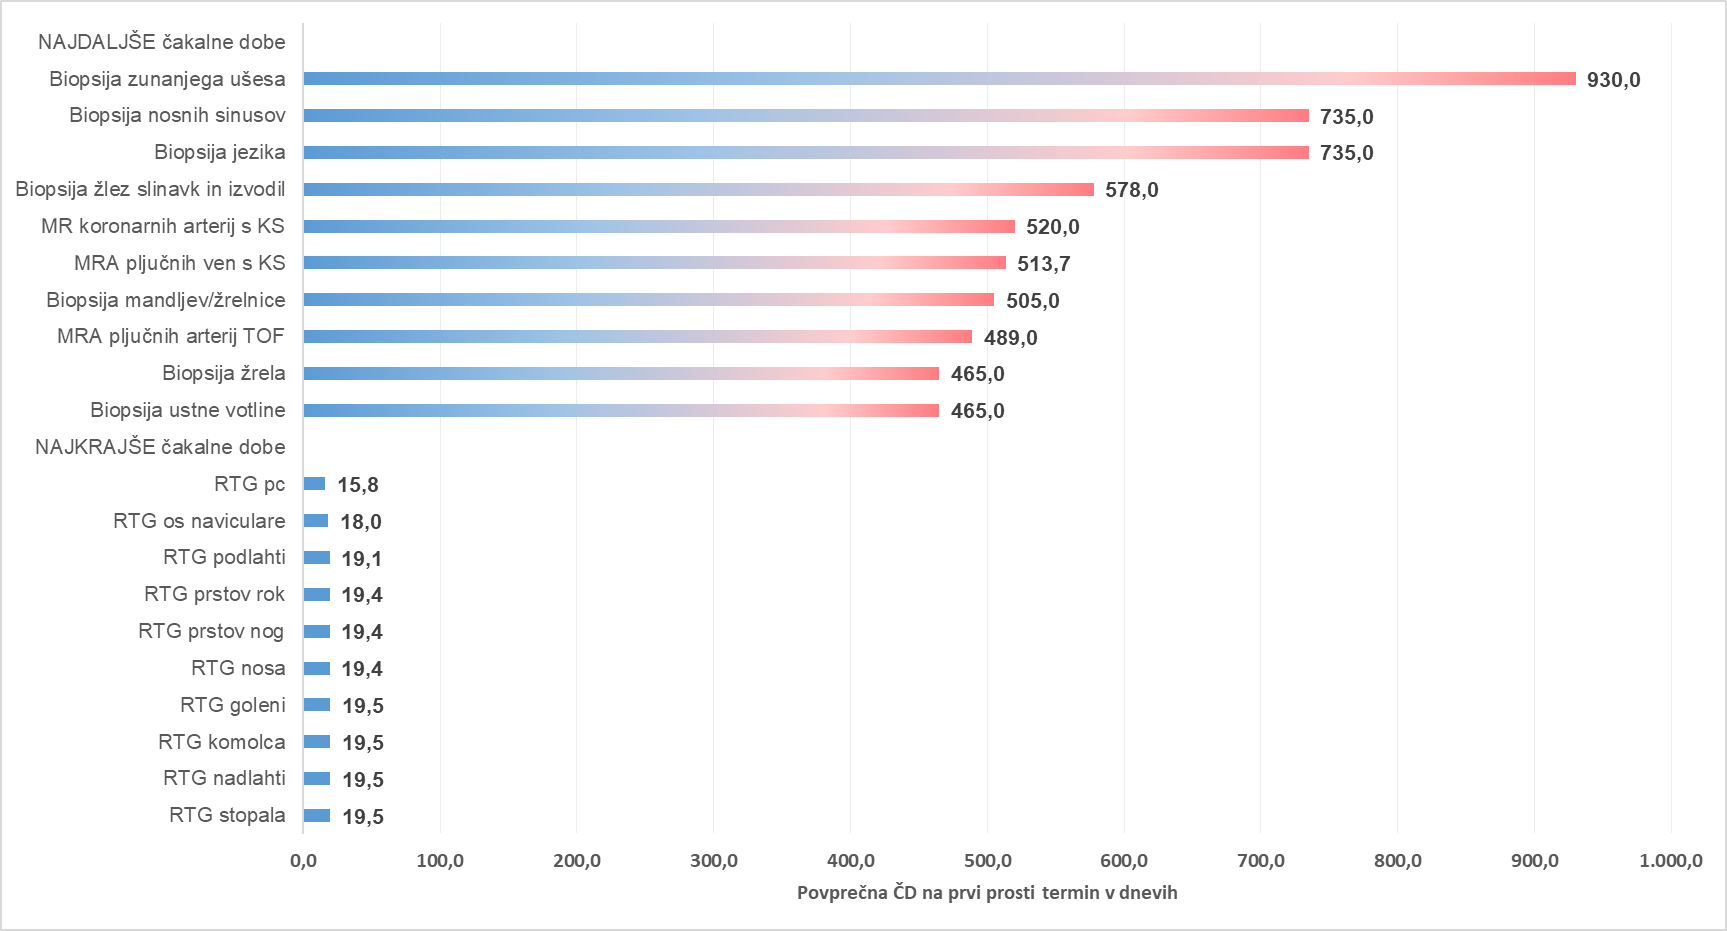 NAJDALJŠE čakalne dobe
Biopsija zunanjega ušesa 930,0
Biopsija nosnih sinusov 735,0
Biopsija jezika 735,0
Biopsija žlez slinavk in izvodil 578,0
MR koronarnih arterij s KS 520,0
MRA pljučnih ven s KS 513,7
Biopsija mandljev/žrelnice 505,0
MRA pljučnih arterij TOF 489,0
Biopsija žrela 465,0
Biopsija ustne votline 465,0
NAJKRAJŠE čakalne dobe
RTG pc 15,8
RTG os naviculare 18,0
RTG podlahti 19,1
RTG prstov rok 19,4
RTG prstov nog 19,4
RTG nosa 19,4
RTG goleni 19,5
RTG komolca 19,5
RTG nadlahti 19,5
RTG stopala 19,5
0,0 100,0 200,0 300,0 400,0 500,0 600,0 700,0 800,0 900,0 1.000,0
Povprečna ČD na prvi prosti termin v dnevih